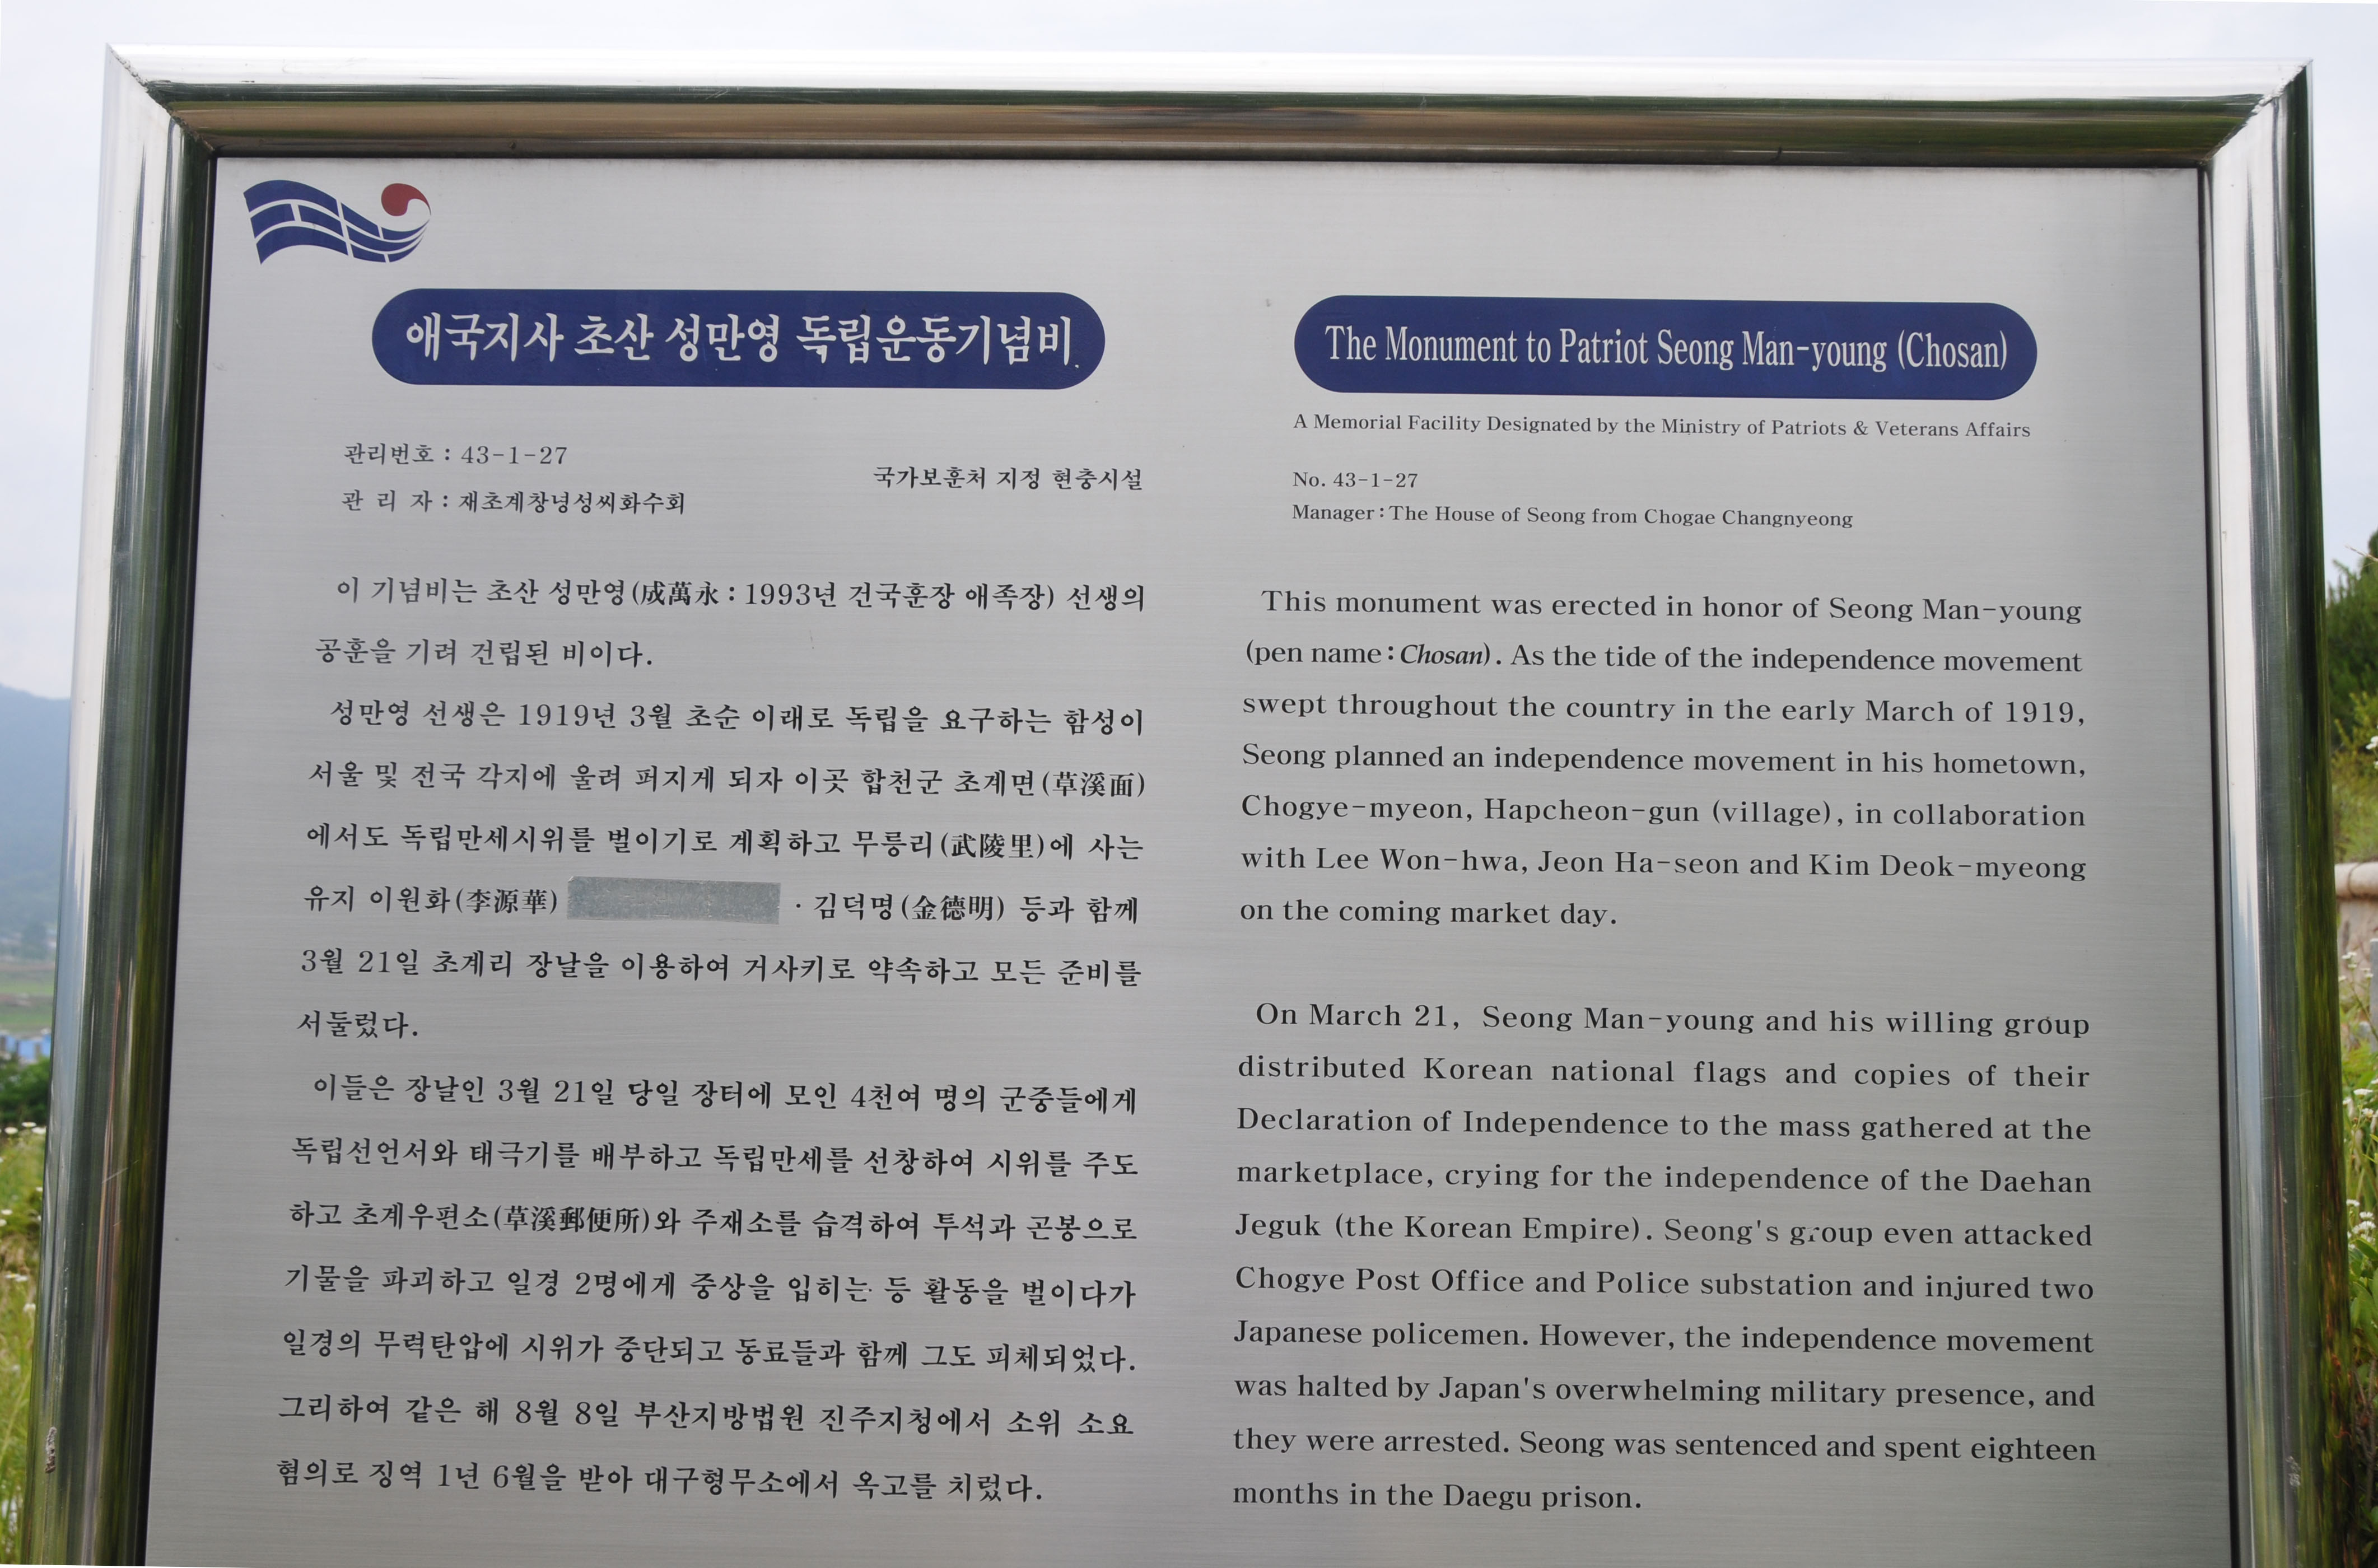 애국지사 초산 성만영 독립운동기념비
관리번호 : 43-1-27
국가보훈처 지정 현충시설
관 리 자 : 재초계창녕성씨화수회
이 기념비는 초산 성만영(成萬永 : 1993년 건국훈장 애족장) 선생의
공훈을 기려 건립된 비이다.
성만영 선생은 1919년 3월 초순 이래로 독립을 요구하는 함성이
서울 및 전국 각지에 울려 퍼지게 되자 이곳 합천군 초계면(草溪面)
에서도 독립만세시위를 벌이기로 계획하고 무릉리(武陵里)에 사는
유지 이원화(李源華) · 김덕명(金德明) 등과 함께
3월 21일 초계리 장날을 이용하여 거사키로 약속하고 모든 준비를
서둘렀다.
이들은 장날인 3월 21일 당일 장터에 모인 4천여 명의 군중들에게
독립선언서와 태극기를 배부하고 독립만세를 선창하여 시위를 주도
하고 초계우편소(草溪郵便所)와 주재소를 습격하여 투석과 곤봉으로
기물을 파괴하고 일경 2명에게 중상을 입히는 등 활동을 벌이다가
일경의 무력탄압에 시위가 중단되고 동료들과 함께 그도 피체되었다.
그리하여 같은 해 8월 8일 부산지방법원 진주지청에서 소위 소요
혐의로 징역 1년 6월을 받아 대구형무소에서 옥고를 치렀다.
The Monument to Patriot Seong Man-young (Chosan)
A Memorial Facility Designated by the Ministry of Patriots & Veterans Affairs
No. 43-1-27
Manager : The House of Seong from Chogae Changnyeong
This monument was erected in honor of Seong Man-young
(pen name : Chosan). As the tide of the independence movement
swept throughout the country in the early March of 1919,
Seong planned an independence movement in his hometown,
Chogye-myeon, Hapcheon-gun (village), in collaboration
with Lee Won-hwa, Jeon Ha-seon and Kim Deok-myeong
on the coming market day.
On March 21, Seong Man-young and his willing group
distributed Korean national flags and copies of their
Declaration of Independence to the mass gathered at the
marketplace, crying for the independence of the Daehan
Jeguk (the Korean Empire). Seong's group even attacked
Chogye Post Office and Police substation and injured two
Japanese policemen. However, the independence movement
was halted by Japan's overwhelming military presence, and
they were arrested. Seong was sentenced and spent eighteen
months in the Daegu prison.